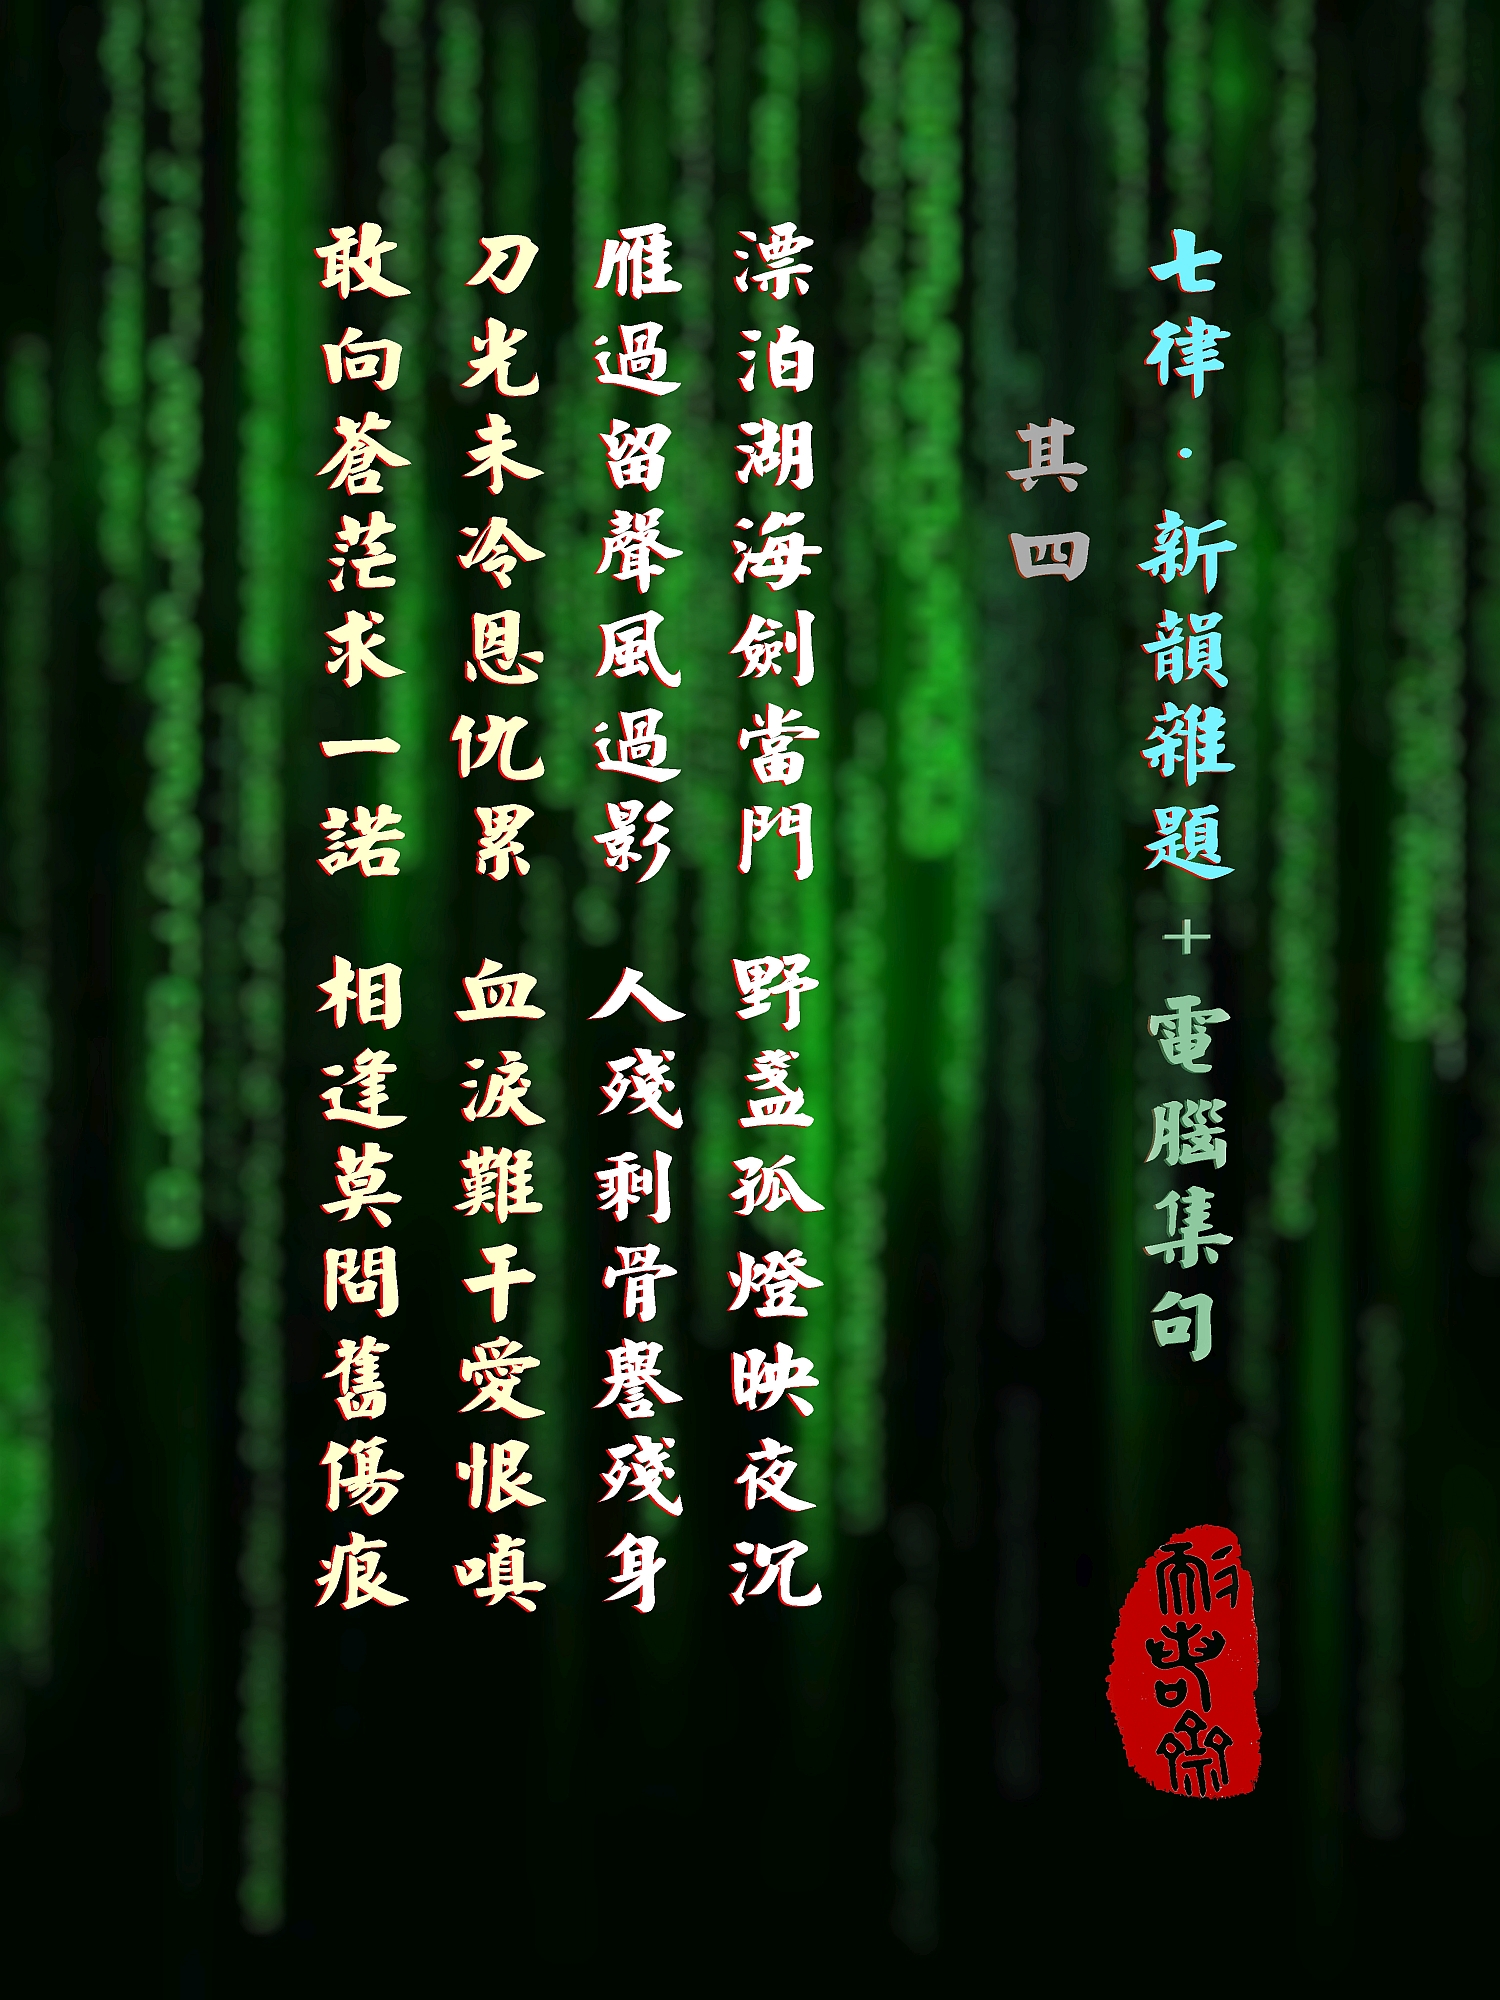 七律·新韻雜題+電腦集句
其四
漂泊湖海劍當門 野盞孤燈映夜沉
雁過留聲風過影 人殘剩骨譽殘身
刀光未冷恩仇累 血淚難干愛恨嗔
敢向蒼茫求一諾 相逢莫問舊傷痕